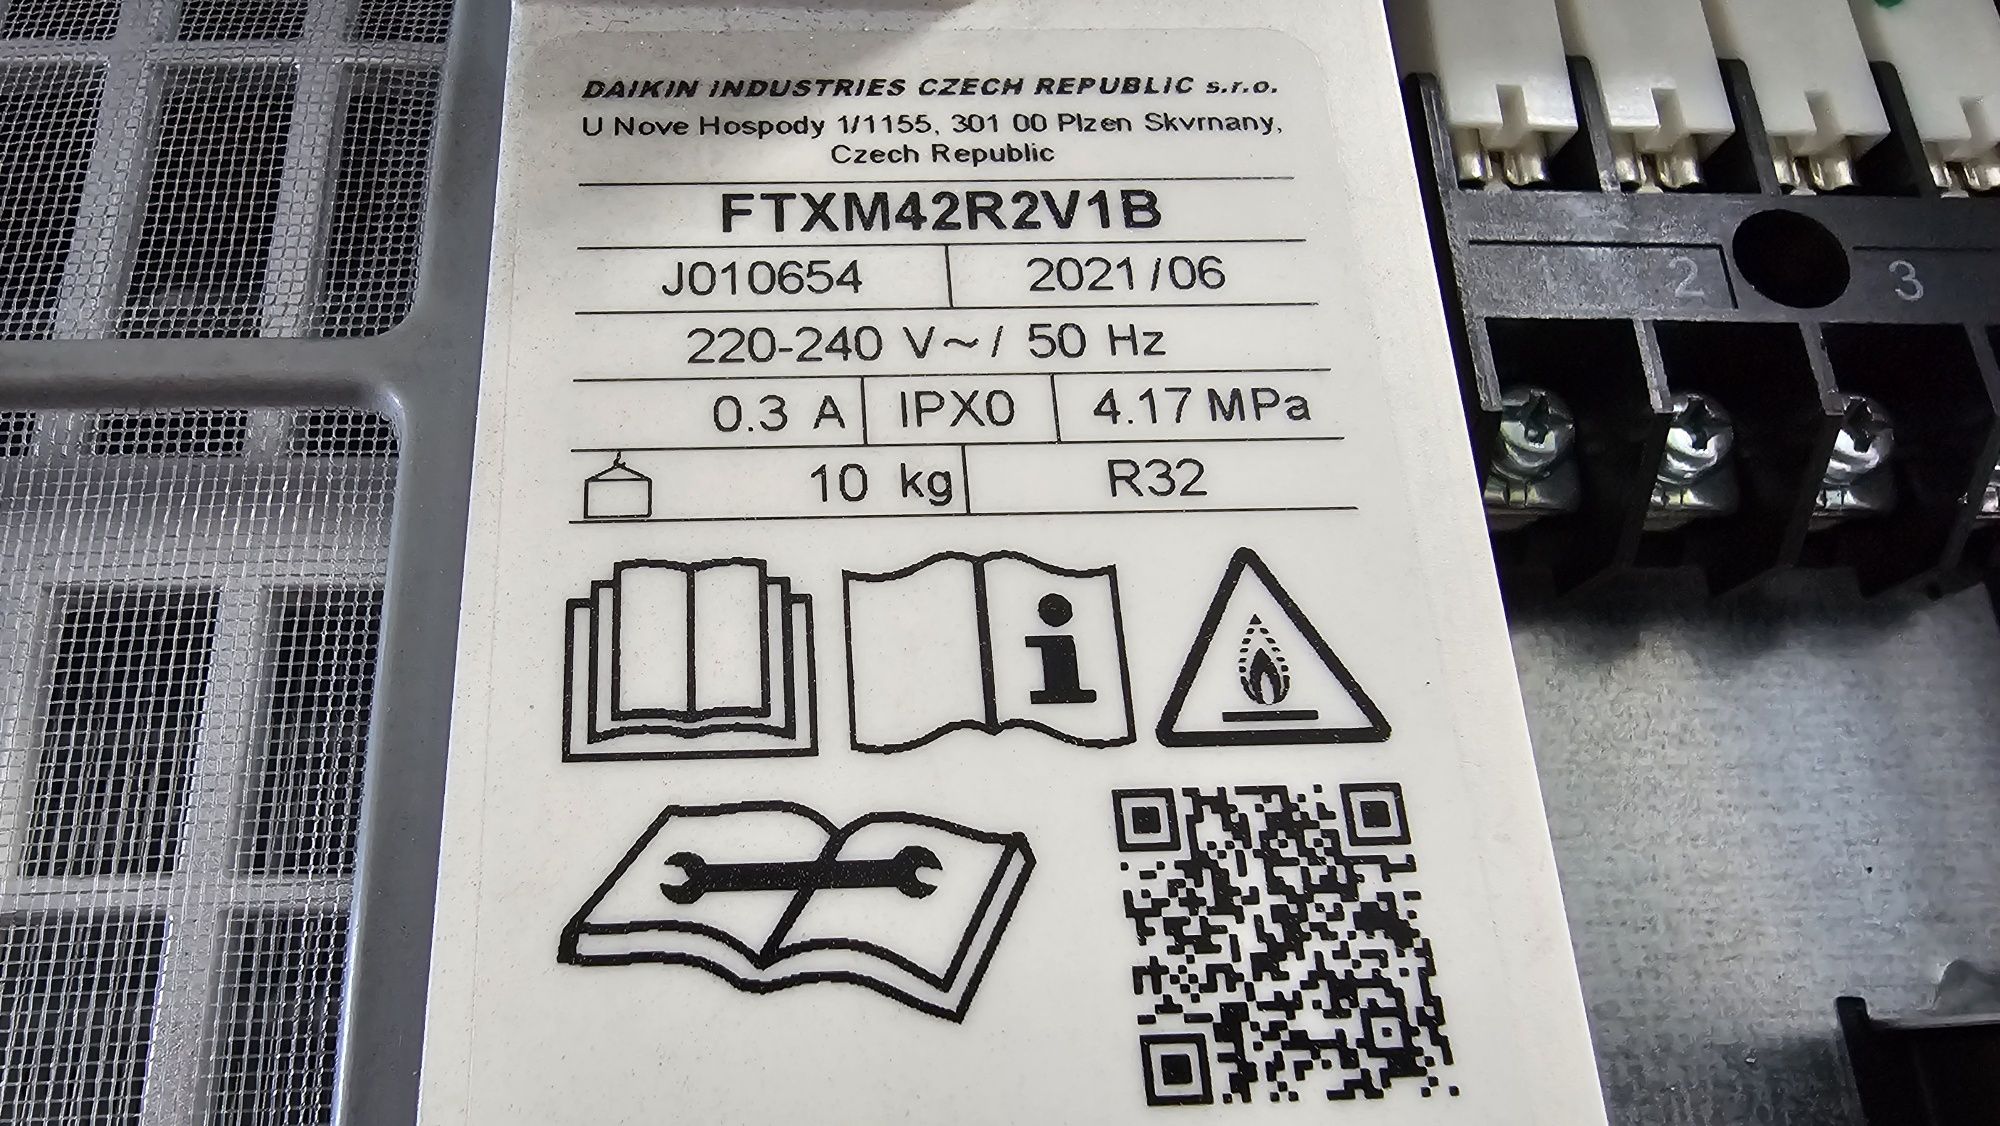 DAIKIN INDUSTRIES CZECH REPUBLIC s.r.o.
U Nove Hospody 1/1155, 301 00 Plzen Skvrnany,
Czech Republic
FTXM42R2V1B
J010654 2021/06
220-240 V~/ 50 Hz
0.3 A IPX0 4.17 MPa
10 kg R32
i
1 2 3